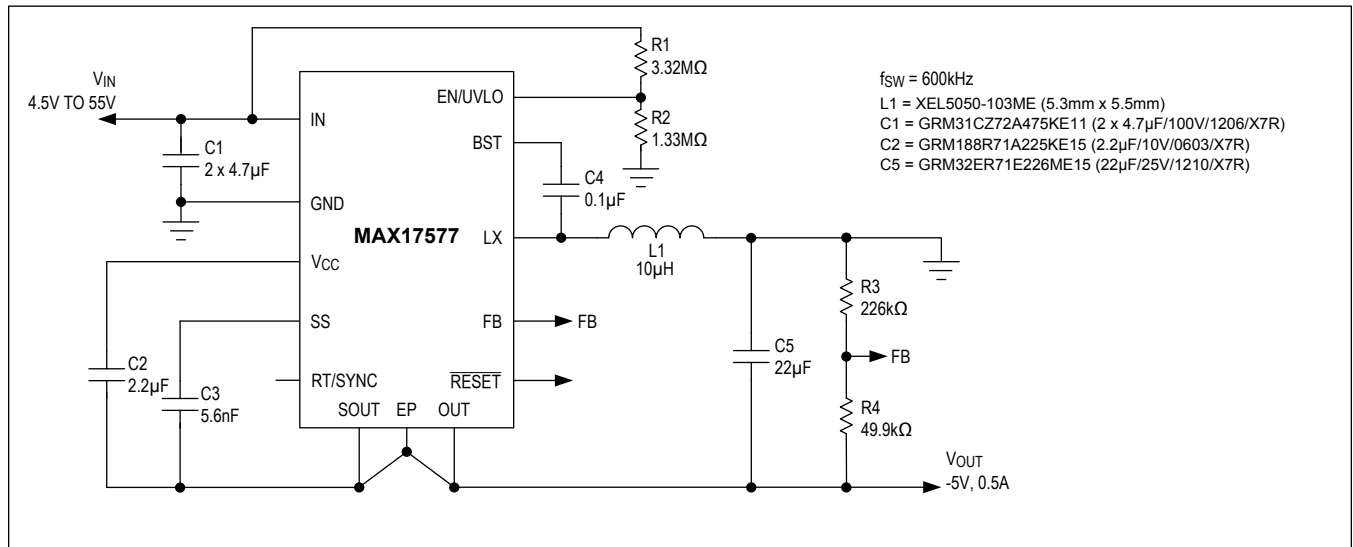 VIN
4.5V TO 55V
C1
2 x 4.7µF
R1
3.32MΩ
R2
1.33MΩ
IN
GND
VCC
SS
RT/SYNC
MAX17577
EN/UVLO
BST
LX
FB
RESET
SOUT
EP
OUT
C4
0.1µF
L1
10µH
FB
C2
2.2µF
C3
5.6nF
C5
22µF
R3
226kΩ
FB
R4
49.9kΩ
VOUT
-5V, 0.5A
fSW = 600kHz
L1 = XEL5050-103ME (5.3mm x 5.5mm)
C1 = GRM31CZ72A475KE11 (2 x 4.7µF/100V/1206/X7R)
C2 = GRM188R71A225KE15 (2.2µF/10V/0603/X7R)
C5 = GRM32ER71E226ME15 (22µF/25V/1210/X7R)